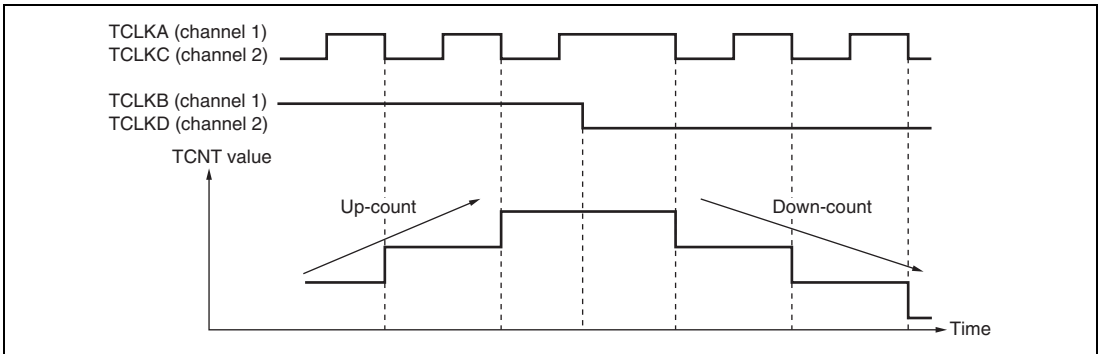 TCLKA (channel 1)
TCLKC (channel 2)
TCLKB (channel 1)
TCLKD (channel 2)
TCNT value
Up-count
Down-count
Time